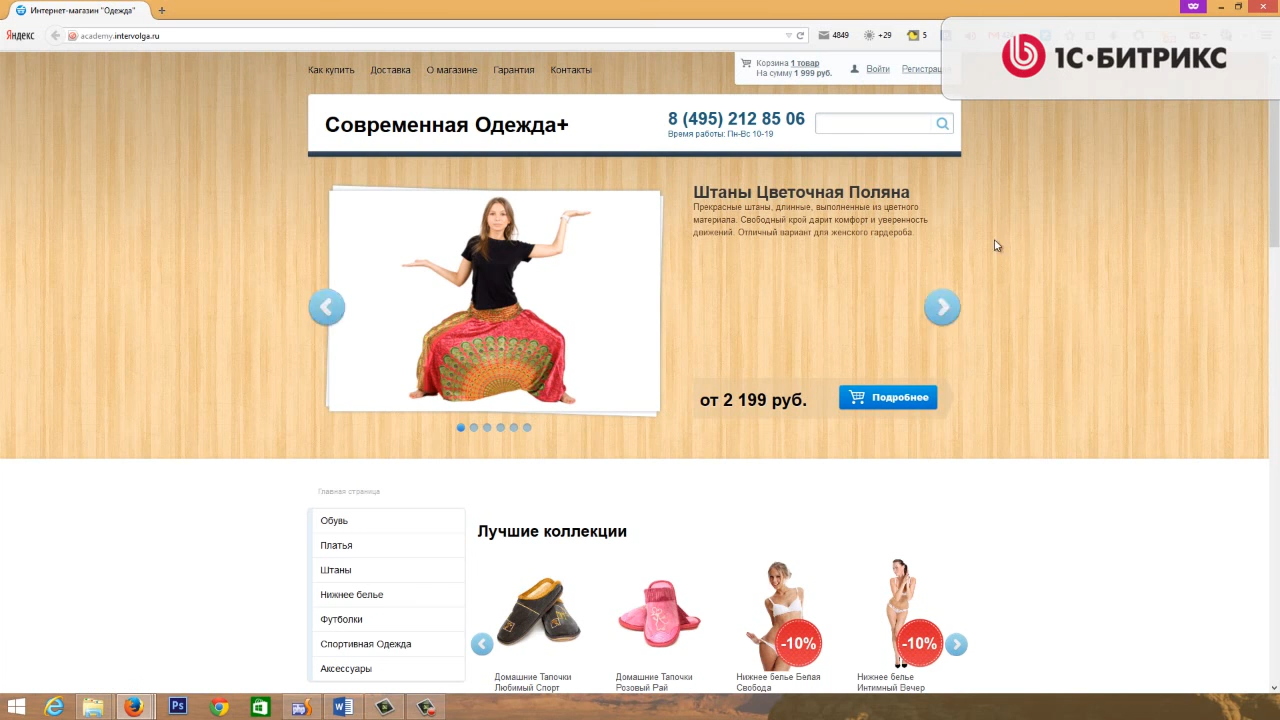 Интернет-магазин "Одежда"
Яндекс
academy.intervolga.ru
4849
+29
5
1С·БИТРИКС
Как купить
Доставка
О магазине
Гарантия
Контакты
Корзина 1 товар
На сумму 1 999 руб.
Войти
Современная Одежда+
8 (495) 212 85 06
Время работы: Пн-Вс 10-19
Штаны Цветочная Поляна
Прекрасные штаны, длинные, выполненные из цветного
материала. Свободный крой дарит комфорт и уверенность
движений. Отличный вариант для женского гардероба.
от 2 199 руб.
Подробнее
Главная страница
Обувь
Платья
Штаны
Нижнее белье
Футболки
Спортивная Одежда
Аксессуары
Лучшие коллекции
-10%
-10%
Домашние Тапочки
Любимый Спорт
Домашние Тапочки
Розовый Рай
Нижнее белье Белая
Свобода
Нижнее белье
Интимный Вечер
Ps
W